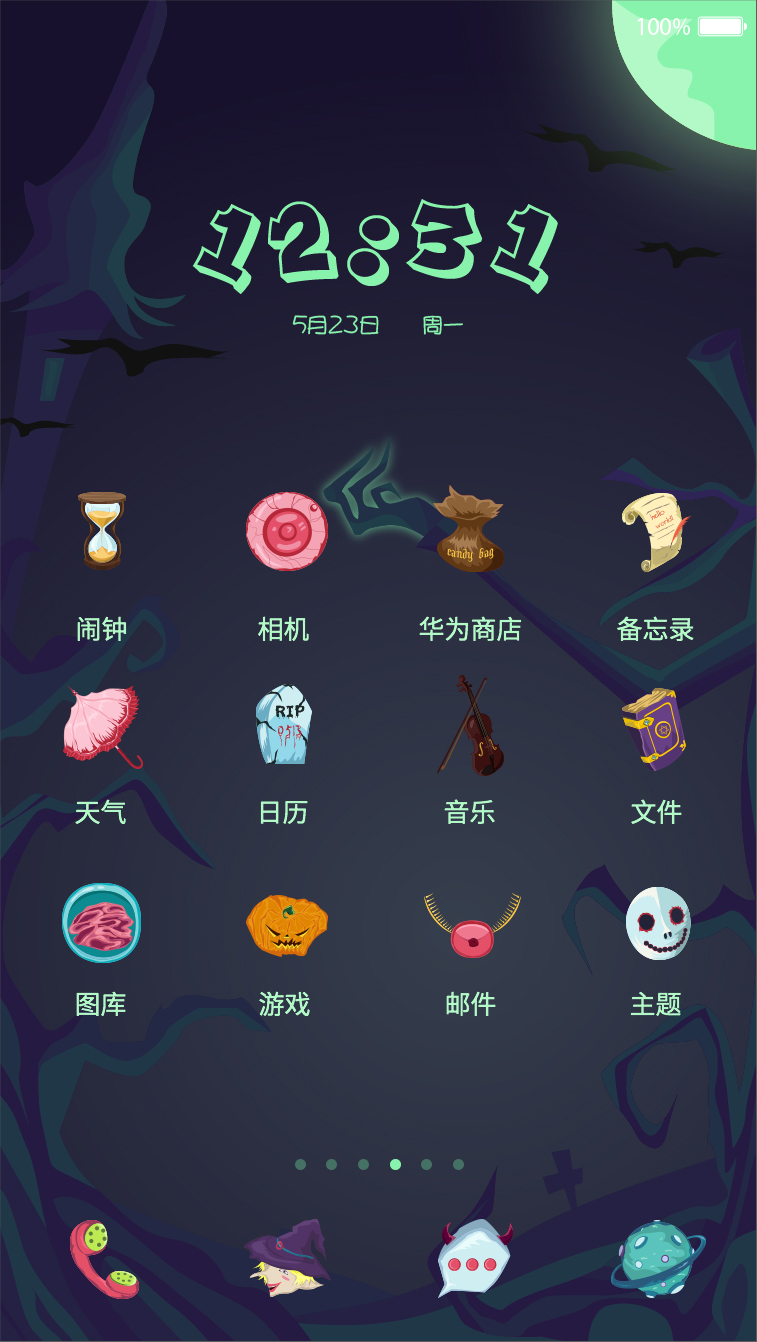 100%
12:31
5月23日 周一
candy bag
hello
world!
闹钟 相机 华为商店 备忘录
RIP
0513
天气 日历 音乐 文件
图库 游戏 邮件 主题